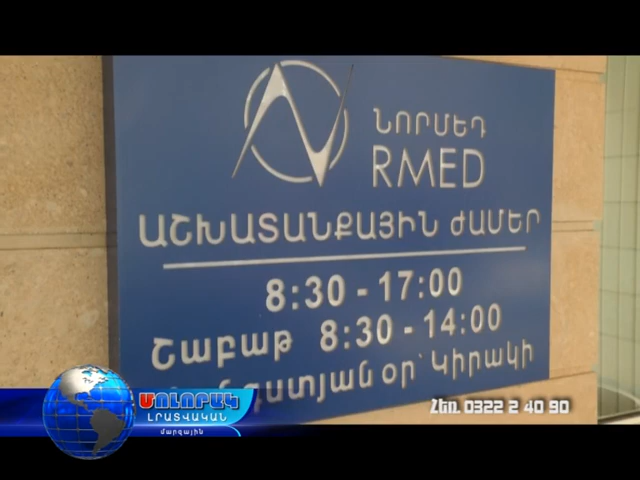 ՆՈՐՄԵԴ
RMED
ԱՇԽԱՏԱՆՔԱՅԻՆ ԺԱՄԵՐ
8:30 - 17:00
Շաբաթ 8:30 - 14:00
օր՝ Կիրակի
ՄՈԼՈՐԱԿ
ԼՐԱՏՎԱԿԱՆ
մարզային
Հեռ. 0322 2 40 90